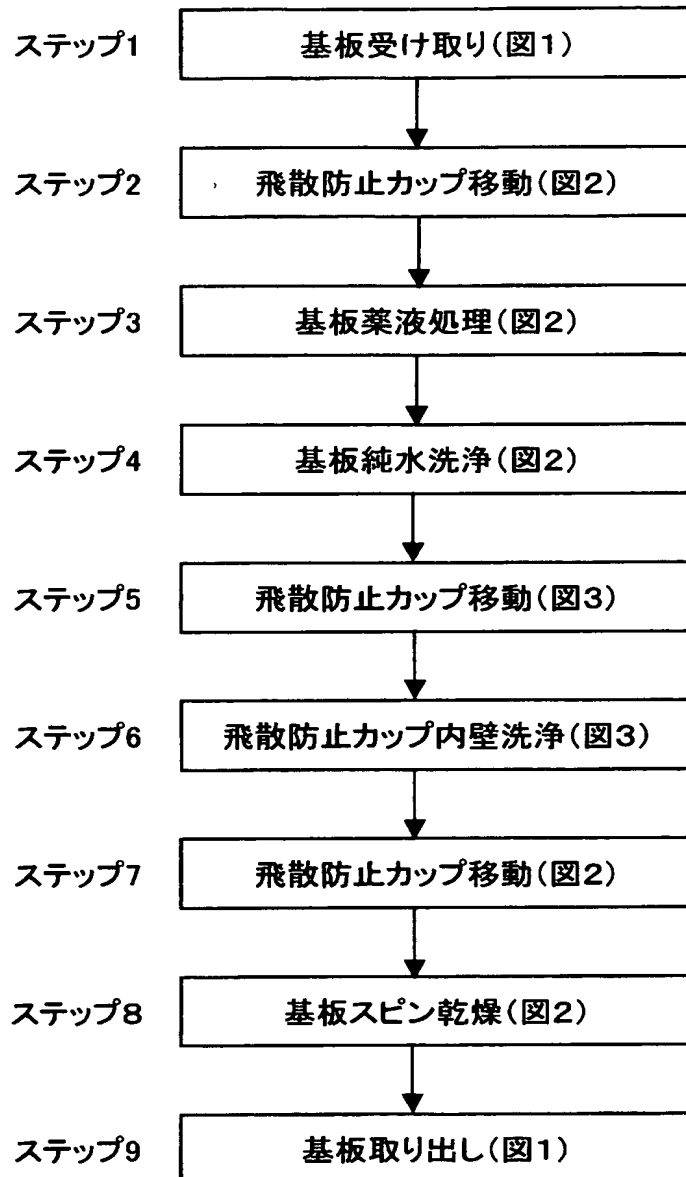 ステップ1 基板受け取り(図1)
ステップ2 飛散防止カップ移動(図2)
ステップ3 基板薬液処理(図2)
ステップ4 基板純水洗浄(図2)
ステップ5 飛散防止カップ移動(図3)
ステップ6 飛散防止カップ内壁洗浄(図3)
ステップ7 飛散防止カップ移動(図2)
ステップ8 基板スピン乾燥(図2)
ステップ9 基板取り出し(図1)